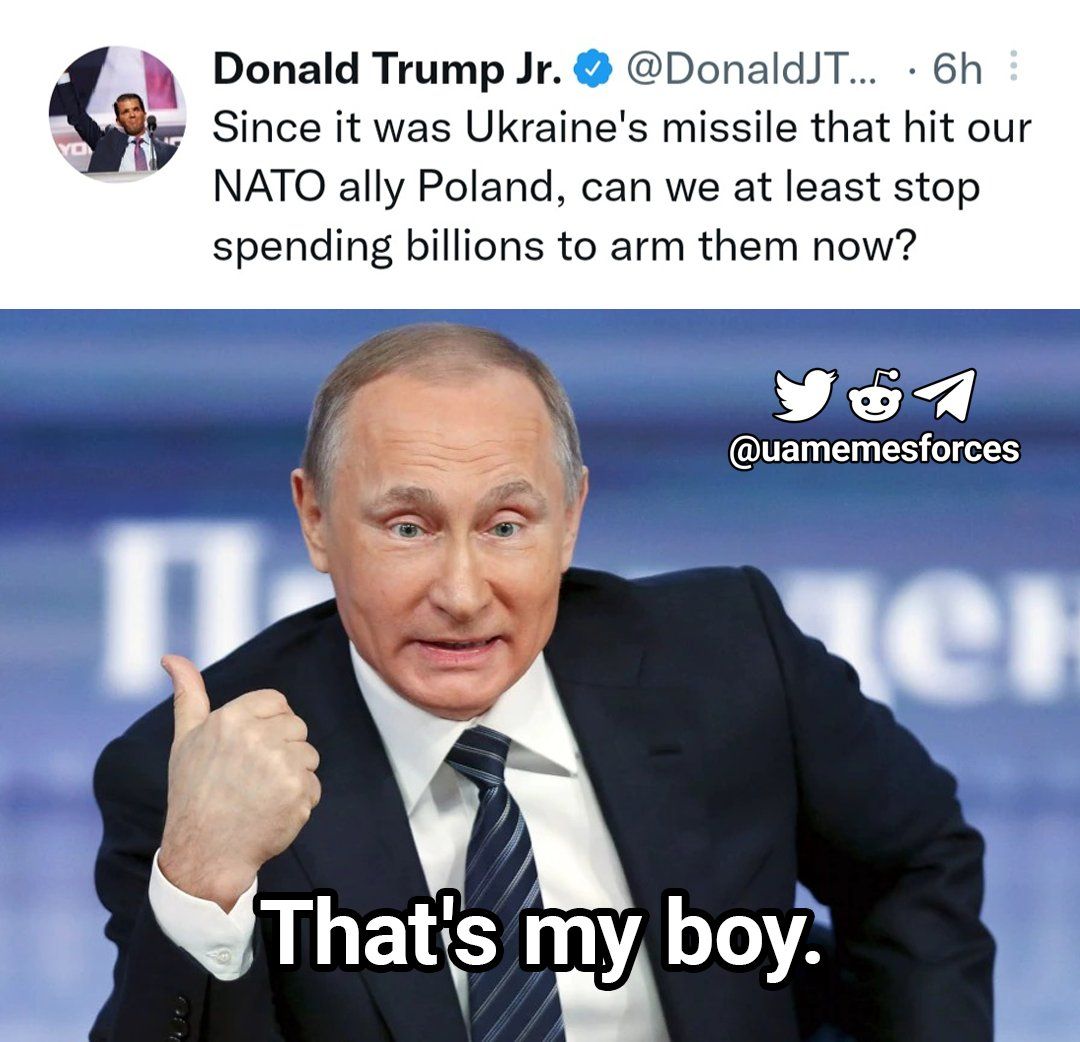 Donald Trump Jr. @DonaldJT... · 6h
Since it was Ukraine's missile that hit our
NATO ally Poland, can we at least stop
spending billions to arm them now?
@uamemesforces
That's my boy.